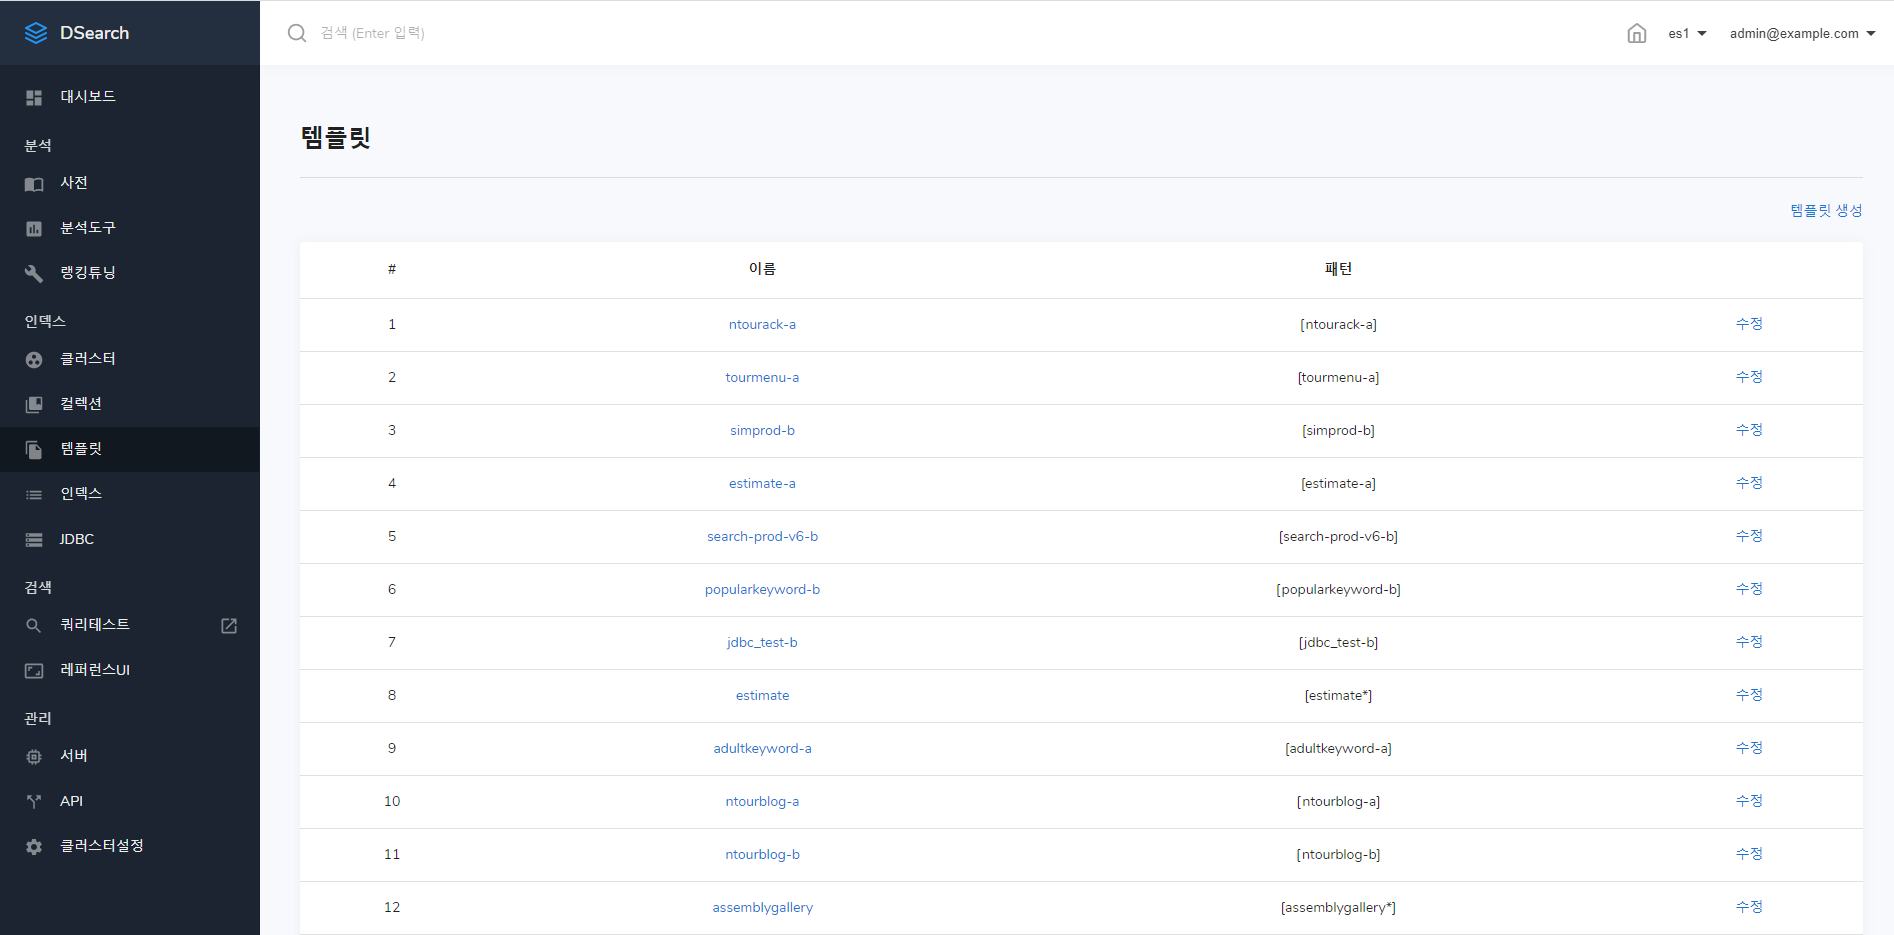 DSearch
검색 (Enter 입력)
es1
admin@example.com
대시보드
분석
사전
분석도구
랭킹튜닝
인덱스
클러스터
컬렉션
템플릿
인덱스
JDBC
검색
쿼리테스트
레퍼런스UI
관리
서버
API
클러스터설정
템플릿
템플릿 생성
# 이름 패턴
1 ntourack-a [ntourack-a] 수정
2 tourmenu-a [tourmenu-a] 수정
3 simprod-b [simprod-b] 수정
4 estimate-a [estimate-a] 수정
5 search-prod-v6-b [search-prod-v6-b] 수정
6 popularkeyword-b [popularkeyword-b] 수정
7 jdbc_test-b [jdbc_test-b] 수정
8 estimate [estimate*] 수정
9 adultkeyword-a [adultkeyword-a] 수정
10 ntourblog-a [ntourblog-a] 수정
11 ntourblog-b [ntourblog-b] 수정
12 assemblygallery [assemblygallery*] 수정